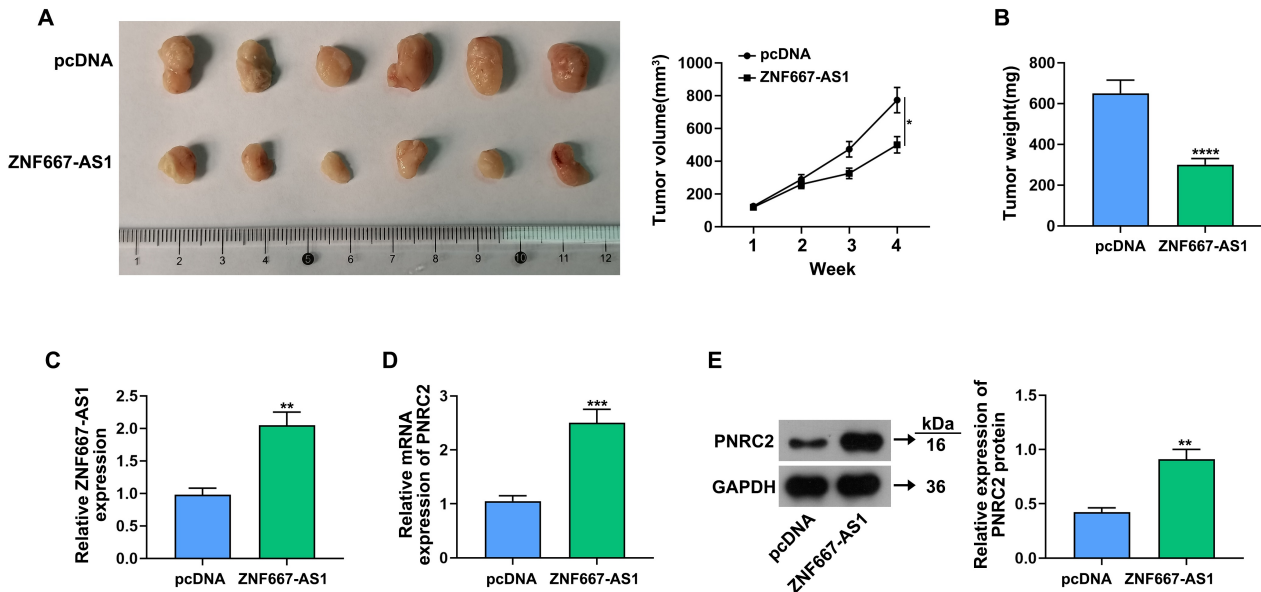 A
pcDNA
ZNF667-AS1
1 2 3 4 5 6 7 8 9 10 11 12
pcDNA
ZNF667-AS1
Tumor volume(mm³)
1000
800
600
400
200
0
*
1 2 3 4
Week
B
Tumor weight(mg)
800
600
400
200
0
****
pcDNA ZNF667-AS1
C
Relative ZNF667-AS1
expression
2.5
2.0
1.5
1.0
0.5
0.0
**
pcDNA ZNF667-AS1
D
Relative mRNA
expression of PNRC2
3
2
1
0
***
pcDNA ZNF667-AS1
E
kDa
PNRC2 16
GAPDH 36
pcDNA
ZNF667-AS1
Relative expression of
PNRC2 protein
1.5
1.0
0.5
0.0
**
pcDNA ZNF667-AS1